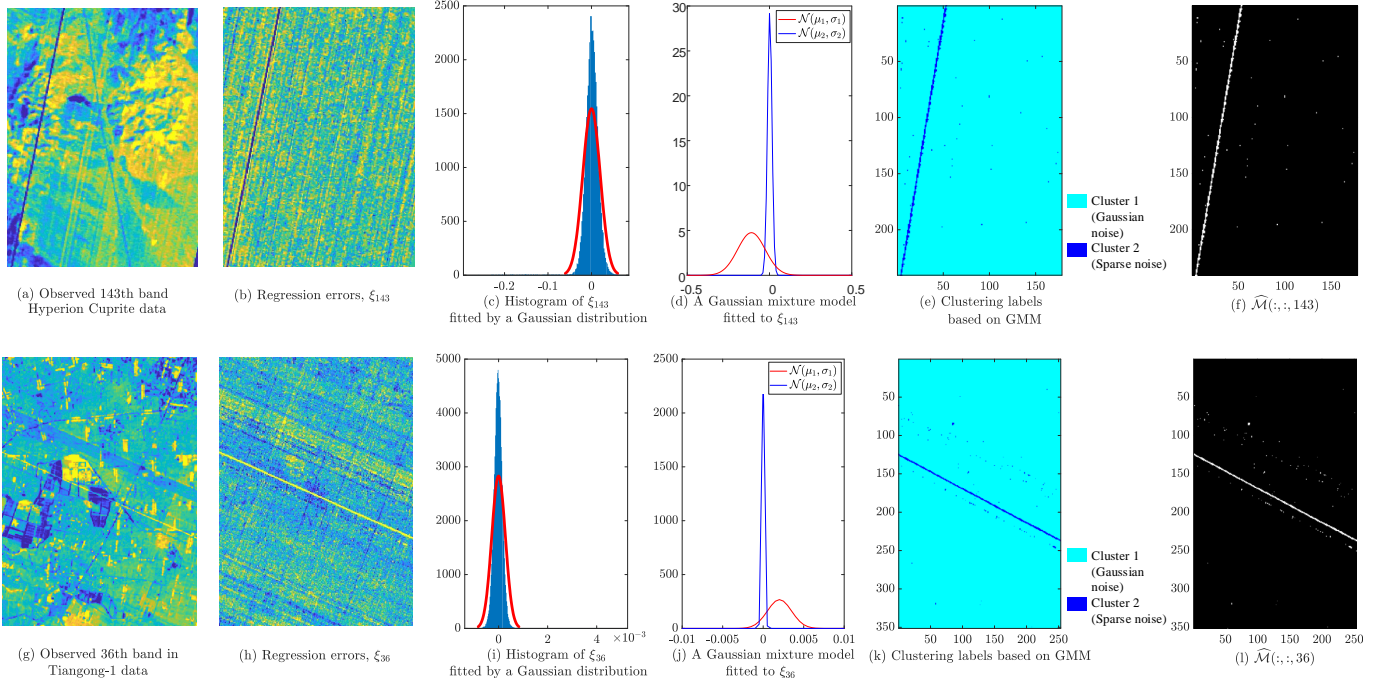 2500
2000
1500
1000
500
0
-0.2
-0.1
0
30
25
20
15
10
5
0
-0.5
0
0.5
𝒩(μ₁, σ₁)
𝒩(μ₂, σ₂)
50
100
150
200
50
100
150
Cluster 1
(Gaussian
noise)
Cluster 2
(Sparse noise)
50
100
150
200
50
100
150
(a) Observed 143th band
Hyperion Cuprite data
(b) Regression errors, ξ₁₄₃
(c) Histogram of ξ₁₄₃
fitted by a Gaussian distribution
(d) A Gaussian mixture model
fitted to ξ₁₄₃
(e) Clustering labels
based on GMM
(f) ℳ̂(:, :, 143)
5000
4500
4000
3500
3000
2500
2000
1500
1000
500
0
0
2
4
×10⁻³
2500
2000
1500
1000
500
0
-0.01
-0.005
0
0.005
0.01
𝒩(μ₁, σ₁)
𝒩(μ₂, σ₂)
50
100
150
200
250
300
350
50
100
150
200
250
Cluster 1
(Gaussian
noise)
Cluster 2
(Sparse noise)
50
100
150
200
250
300
350
50
100
150
200
250
(g) Observed 36th band in
Tiangong-1 data
(h) Regression errors, ξ₃₆
(i) Histogram of ξ₃₆
fitted by a Gaussian distribution
(j) A Gaussian mixture model
fitted to ξ₃₆
(k) Clustering labels based on GMM
(l) ℳ̂(:, :, 36)